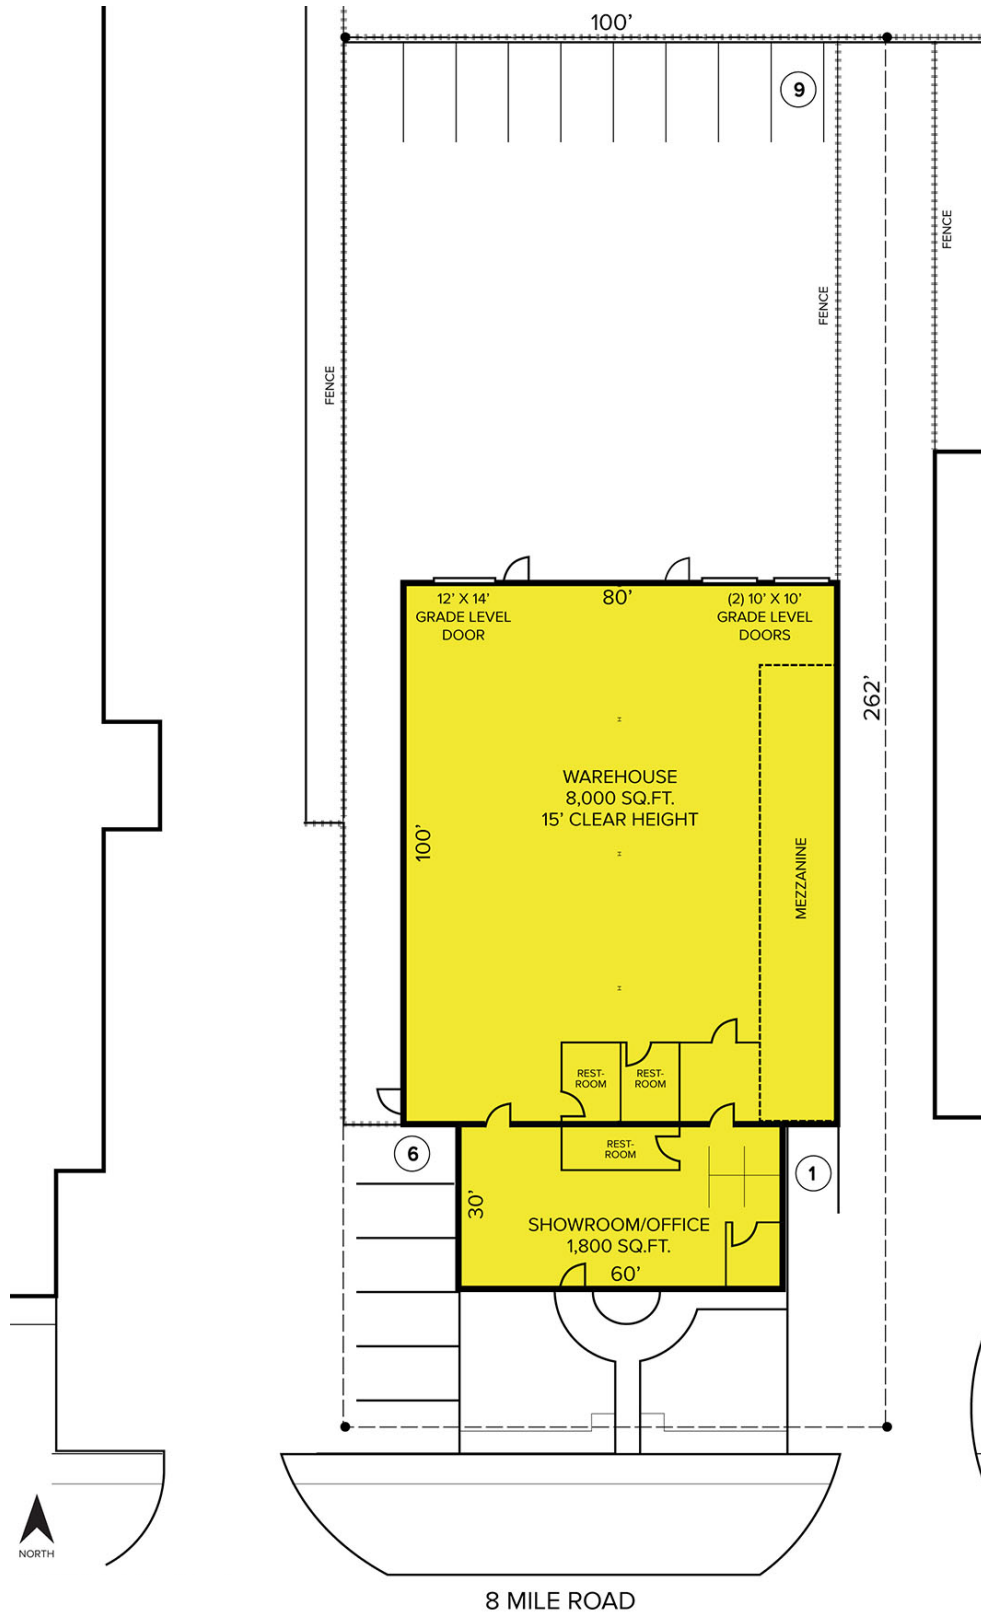 100’
9
FENCE
FENCE
FENCE
12’ X 14’
GRADE LEVEL
DOOR
80’
(2) 10’ X 10’
GRADE LEVEL
DOORS
262’
WAREHOUSE
8,000 SQ.FT.
15’ CLEAR HEIGHT
100’
MEZZANINE
REST-
ROOM
REST-
ROOM
REST-
ROOM
6
1
30’
SHOWROOM/OFFICE
1,800 SQ.FT.
60’
NORTH
8 MILE ROAD